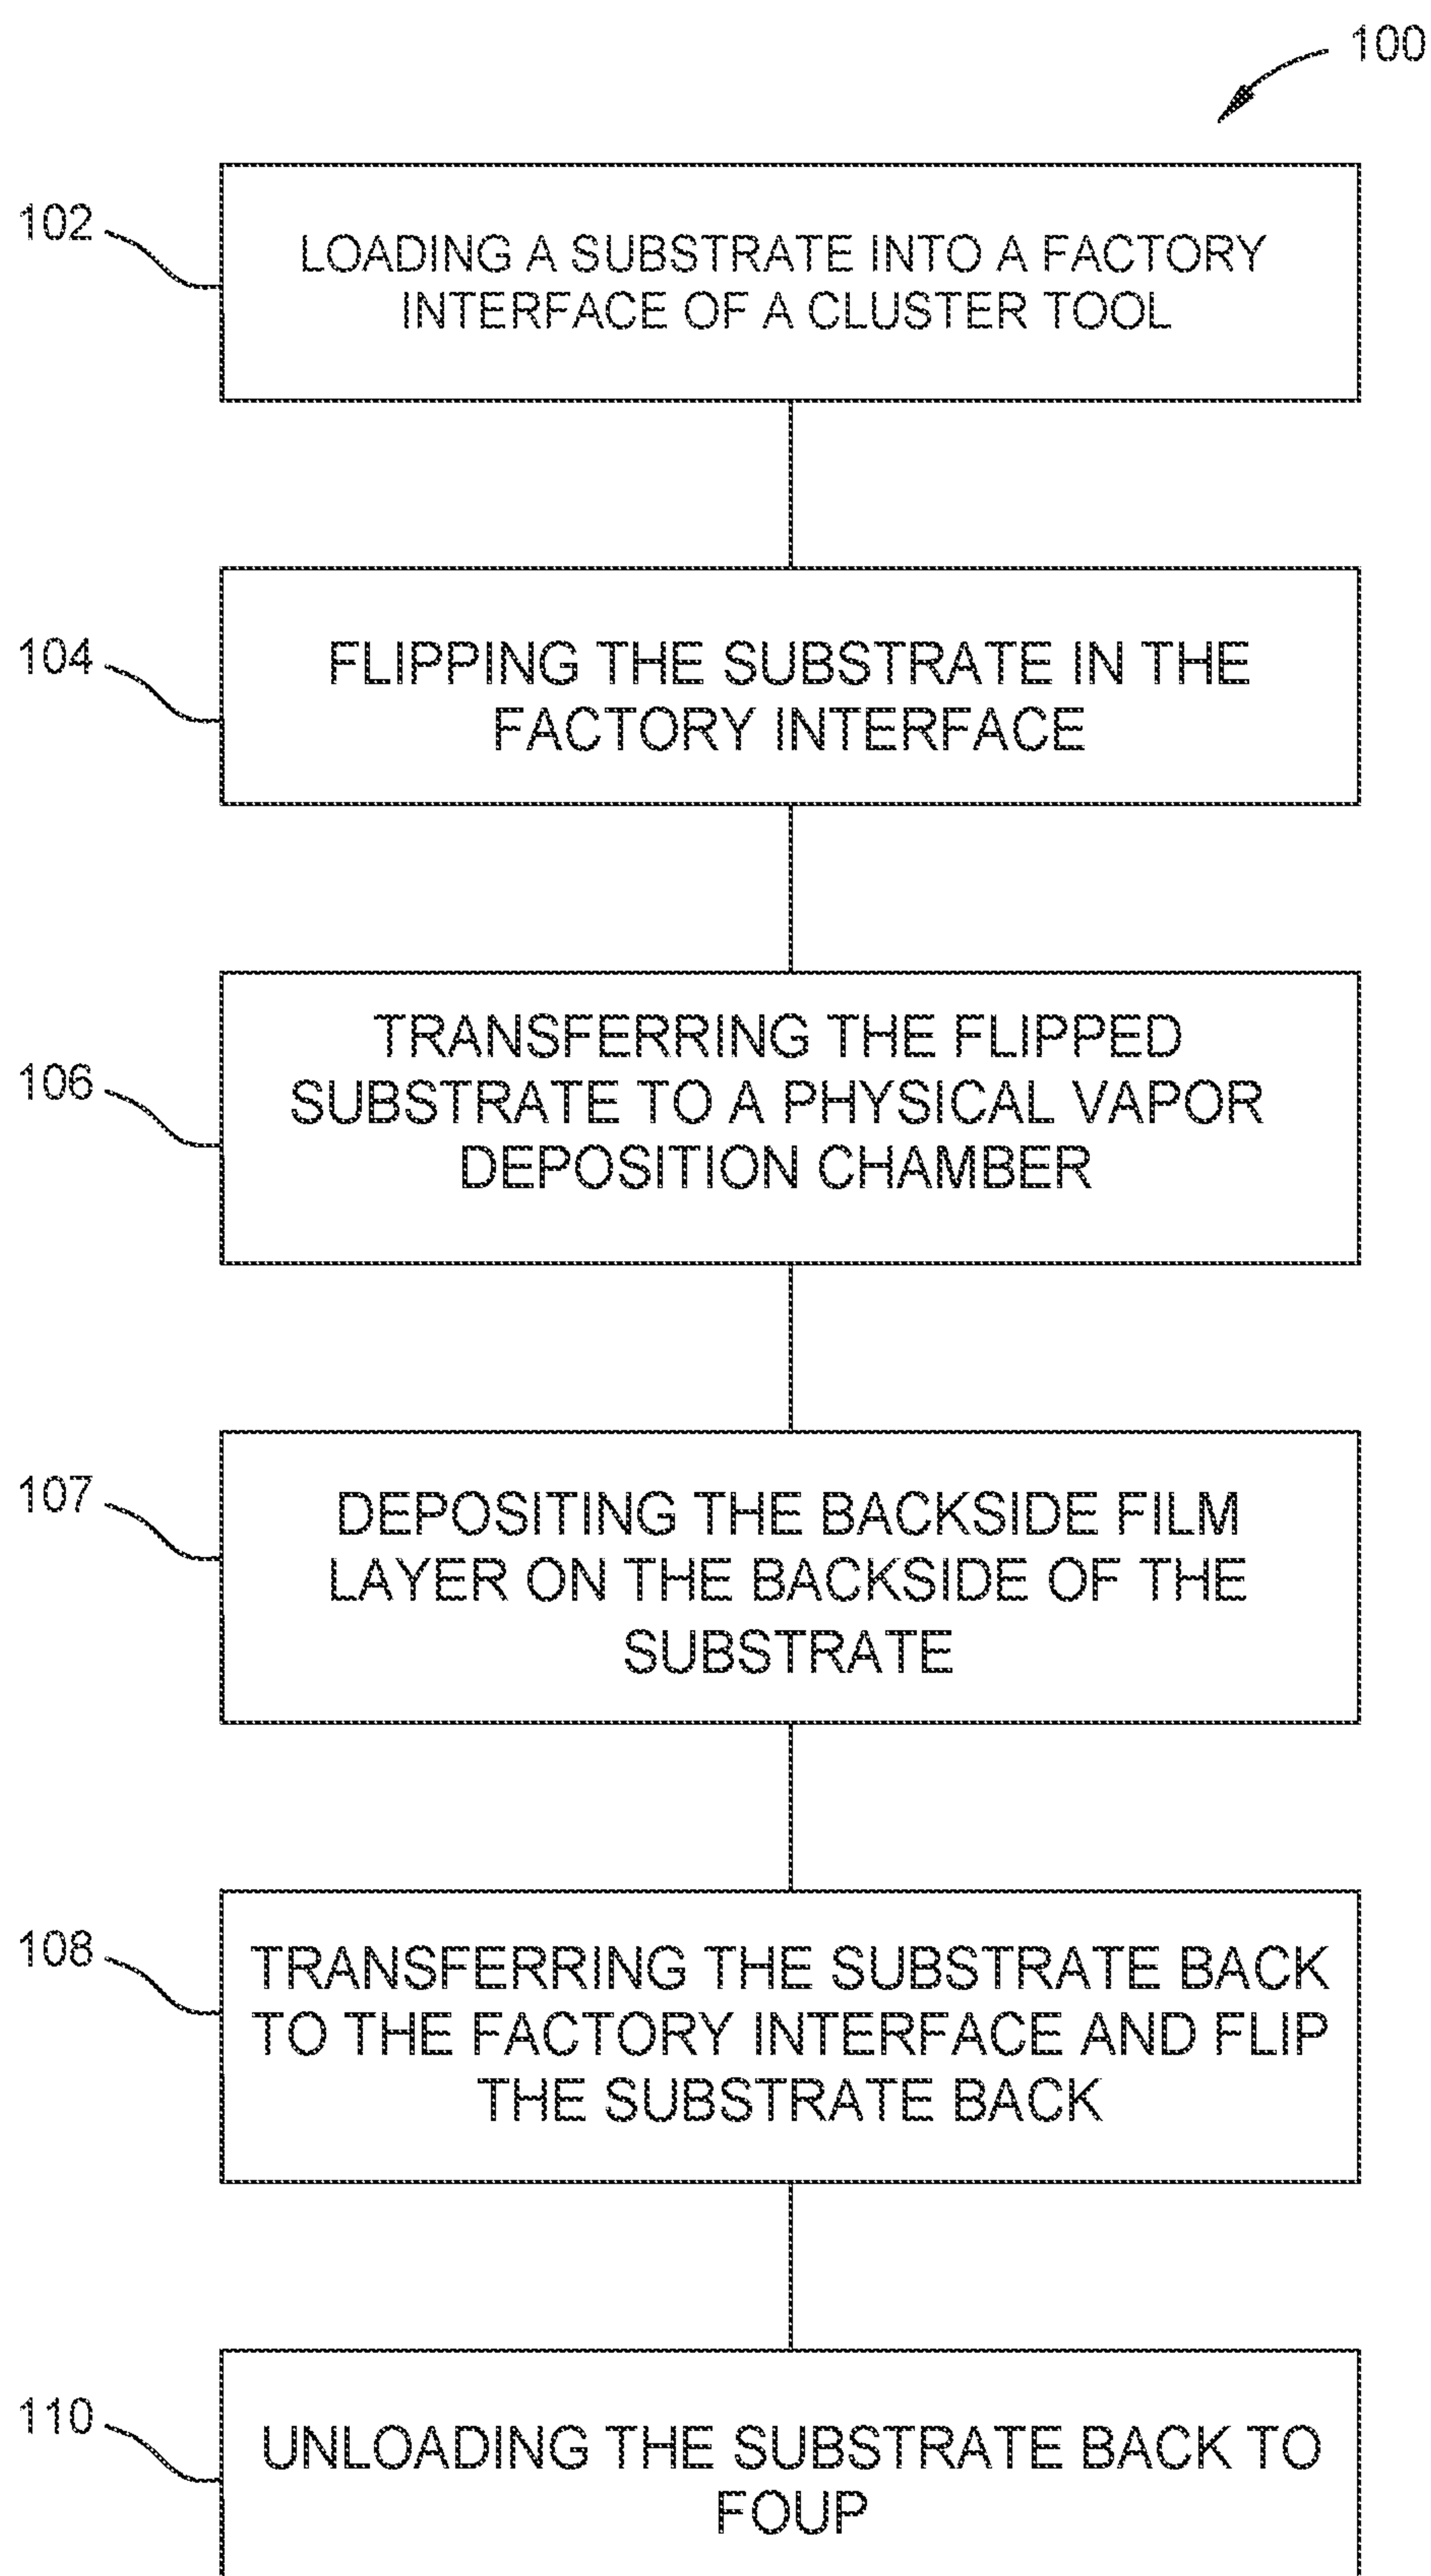 100
102
LOADING A SUBSTRATE INTO A FACTORY
INTERFACE OF A CLUSTER TOOL
104
FLIPPING THE SUBSTRATE IN THE
FACTORY INTERFACE
106
TRANSFERRING THE FLIPPED
SUBSTRATE TO A PHYSICAL VAPOR
DEPOSITION CHAMBER
107
DEPOSITING THE BACKSIDE FILM
LAYER ON THE BACKSIDE OF THE
SUBSTRATE
108
TRANSFERRING THE SUBSTRATE BACK
TO THE FACTORY INTERFACE AND FLIP
THE SUBSTRATE BACK
110
UNLOADING THE SUBSTRATE BACK TO
FOUP